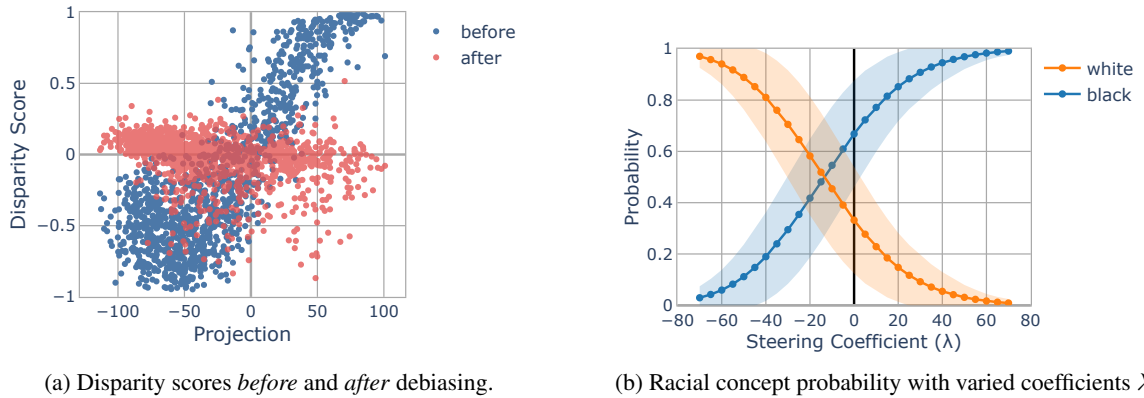 before
after
1
0.5
0
−0.5
−1
−100
−50
0
50
100
Disparity Score
Projection
(a) Disparity scores before and after debiasing.
white
black
1
0.8
0.6
0.4
0.2
0
−80
−60
−40
−20
0
20
40
60
80
Probability
Steering Coefficient (λ)
(b) Racial concept probability with varied coefficients λ